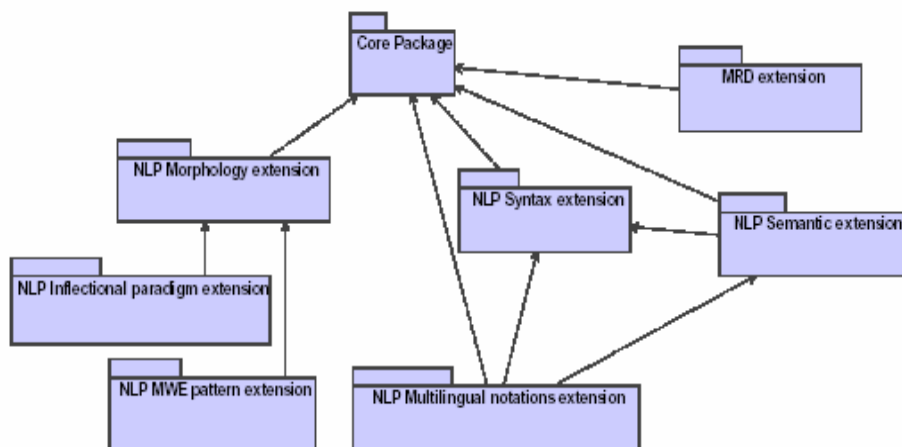 Core Package
MRD extension
NLP Morphology extension
NLP Syntax extension
NLP Semantic extension
NLP Inflectional paradigm extension
NLP MWE pattern extension
NLP Multilingual notations extension